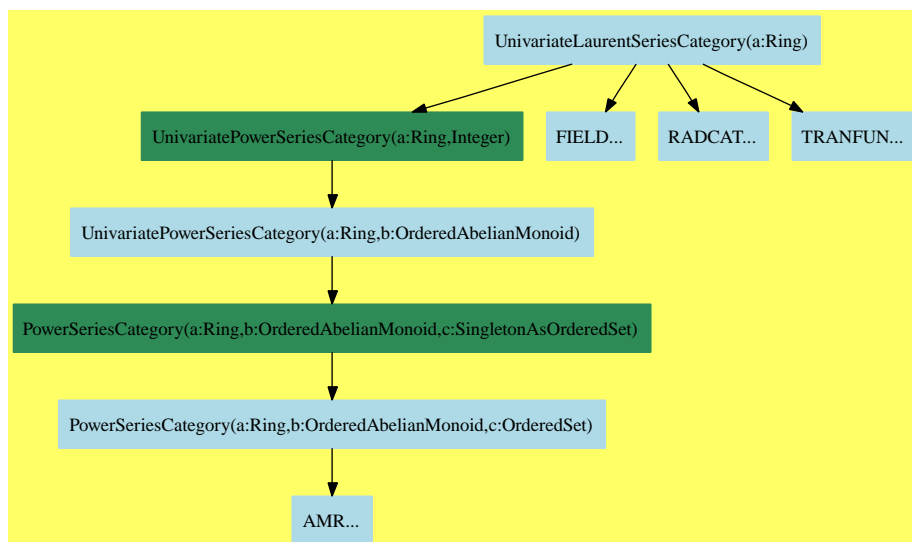 UnivariateLaurentSeriesCategory(a:Ring)
UnivariatePowerSeriesCategory(a:Ring,Integer)
FIELD...
RADCAT...
TRANFUN...
UnivariatePowerSeriesCategory(a:Ring,b:OrderedAbelianMonoid)
PowerSeriesCategory(a:Ring,b:OrderedAbelianMonoid,c:SingletonAsOrderedSet)
PowerSeriesCategory(a:Ring,b:OrderedAbelianMonoid,c:OrderedSet)
AMR...